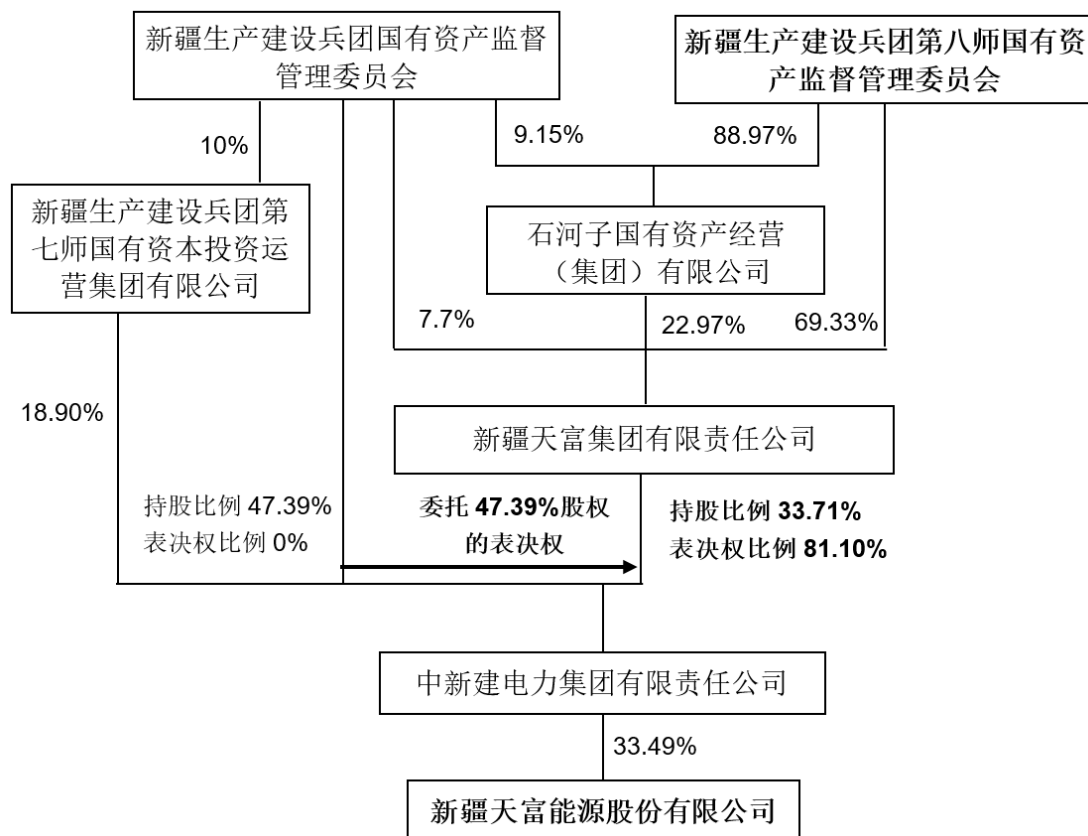 新疆生产建设兵团国有资产监督
管理委员会
新疆生产建设兵团第八师国有资
产监督管理委员会
10%
9.15%
88.97%
新疆生产建设兵团第
七师国有资本投资运
营集团有限公司
石河子国有资产经营
（集团）有限公司
7.7%
22.97%
69.33%
18.90%
新疆天富集团有限责任公司
持股比例 47.39%
表决权比例 0%
委托 47.39%股权
的表决权
持股比例 33.71%
表决权比例 81.10%
中新建电力集团有限责任公司
33.49%
新疆天富能源股份有限公司